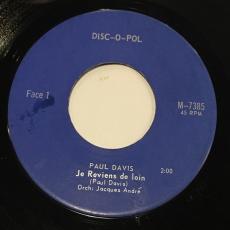 DISC-O-POL
Face 1
M-7385
45 RPM
PAUL DAVIS
Je Reviens de loin
2:00
(Paul Davis)
Orch: Jacques André